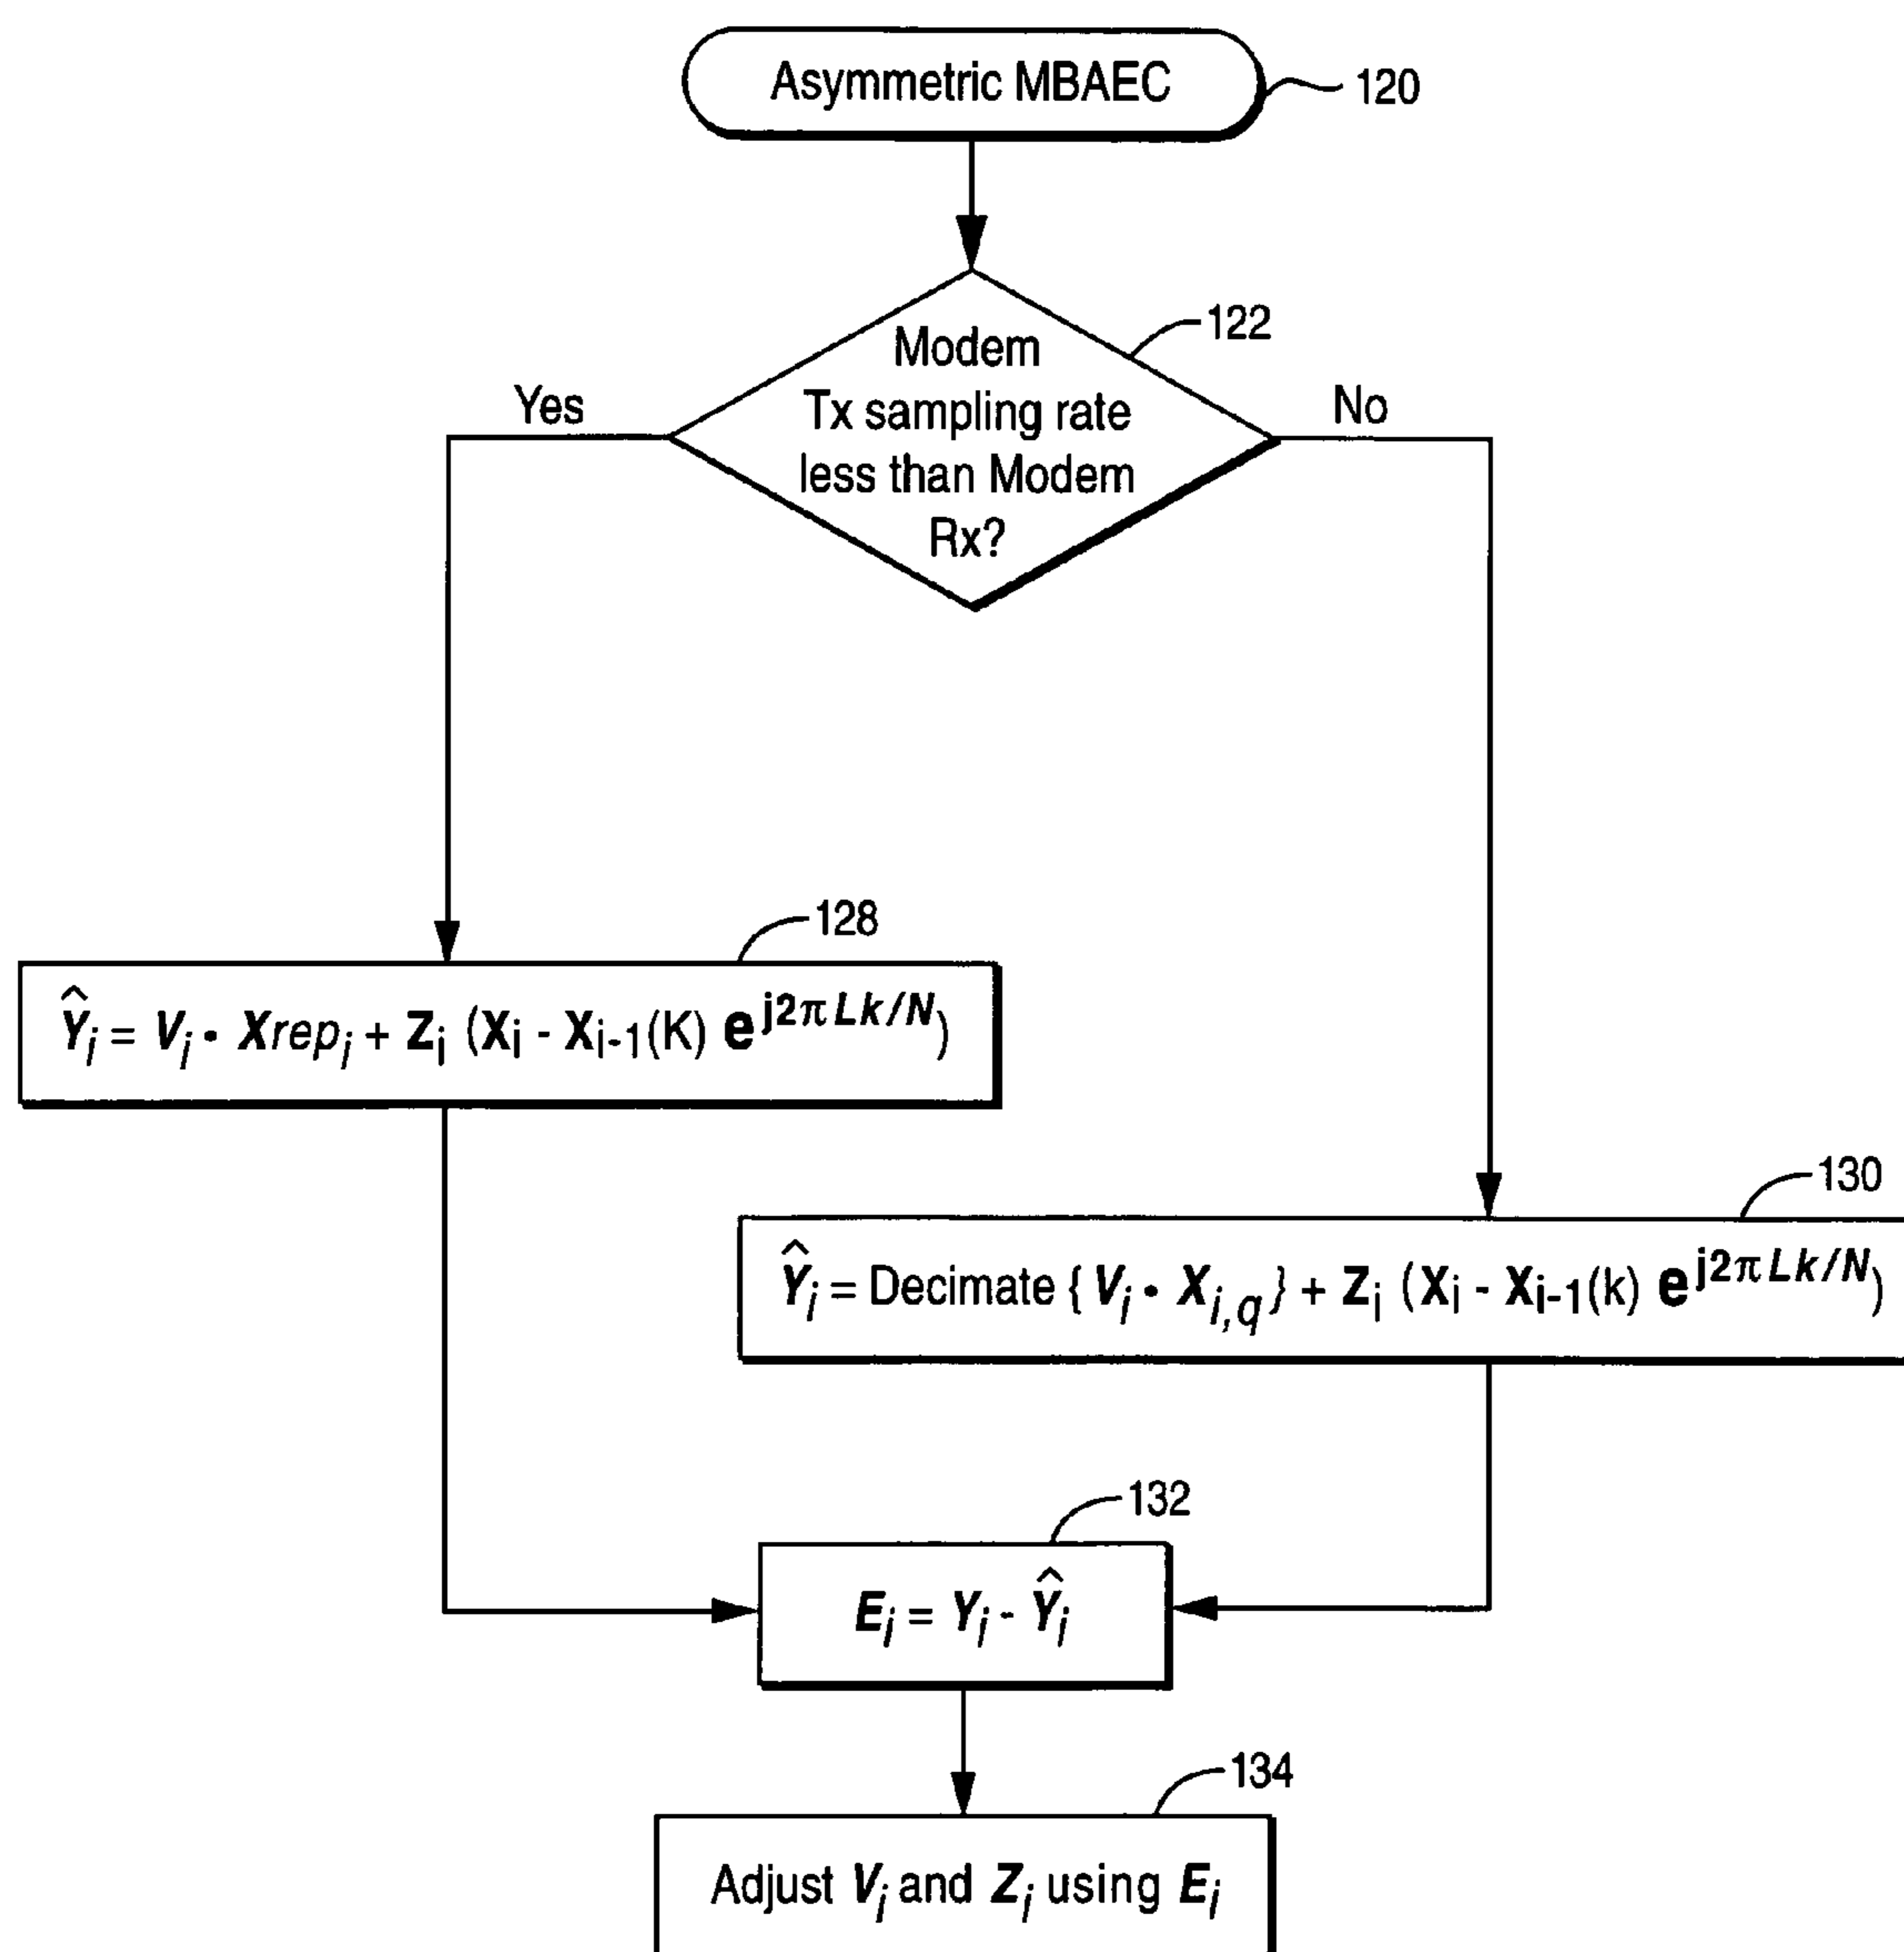 Asymmetric MBAEC
120
122
Modem
Tx sampling rate
less than Modem
Rx?
Yes
No
128
Ŷi = Vi • Xrepi + Zi (Xi - Xi-1(K) e^j2πLk/N)
130
Ŷi = Decimate { Vi • Xi,q } + Zi (Xi - Xi-1(k) e^j2πLk/N)
132
Ei = Yi - Ŷi
134
Adjust Vi and Zi using Ei